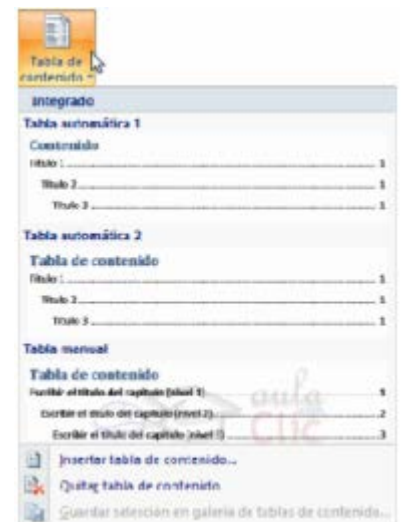 Tabla de
contenido
Integrado
Tabla automática 1
Contenido
Título 1 1
Título 2 1
Título 3 1
Tabla automática 2
Tabla de contenido
Título 1 1
Título 2 1
Título 3 1
Tabla manual
Tabla de contenido
Escribir el título del capítulo (nivel 1) 1
Escribir el título del capítulo (nivel 2) 2
Escribir el título del capítulo (nivel 3) 3
aula
Clic
Insertar tabla de contenido...
Quitar tabla de contenido
Guardar selección en galería de tablas de contenido...